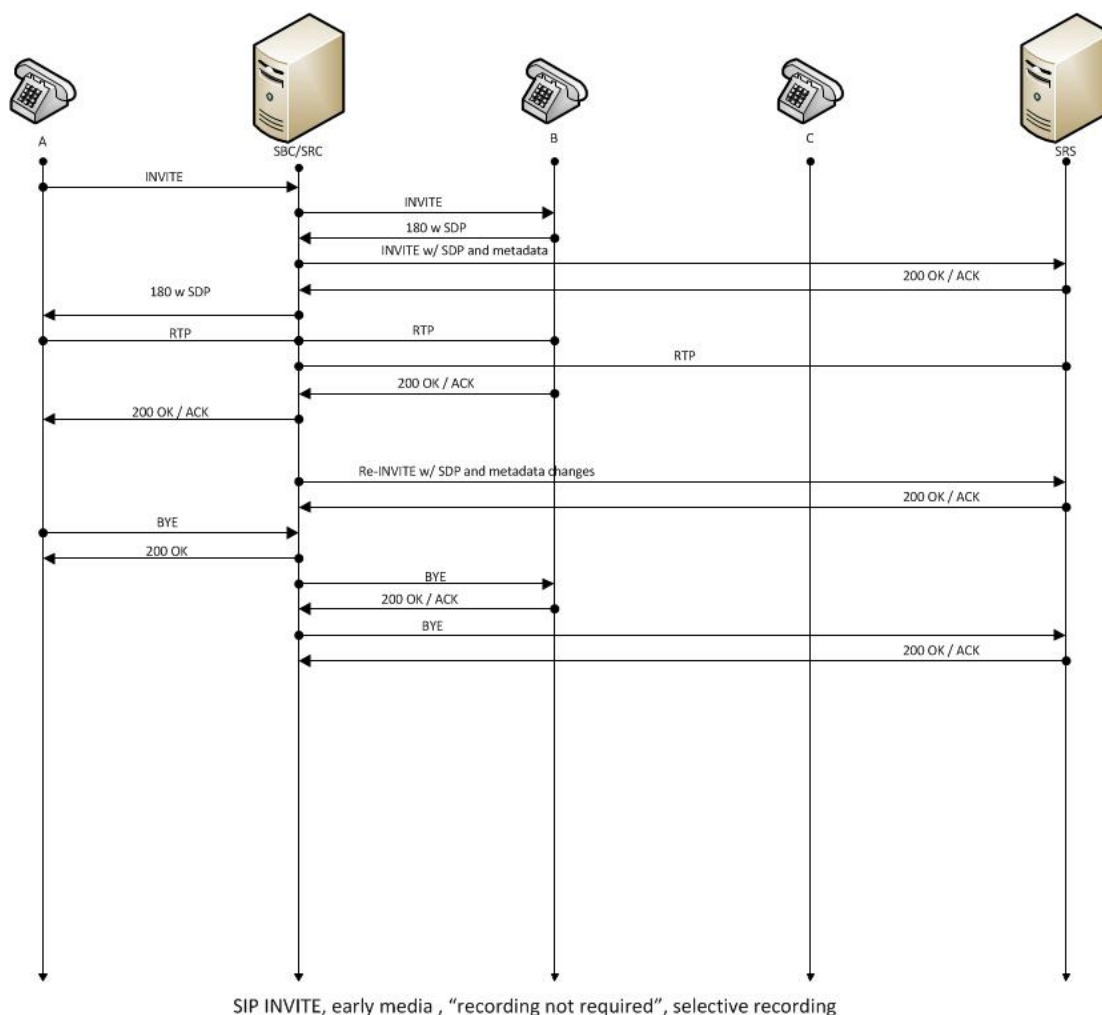 A
SBC/SRC
B
C
SRS
INVITE
INVITE
180 w SDP
INVITE w/ SDP and metadata
200 OK / ACK
180 w SDP
RTP
RTP
RTP
200 OK / ACK
200 OK / ACK
Re-INVITE w/ SDP and metadata changes
200 OK / ACK
BYE
200 OK
BYE
200 OK / ACK
BYE
200 OK / ACK
SIP INVITE, early media , “recording not required”, selective recording